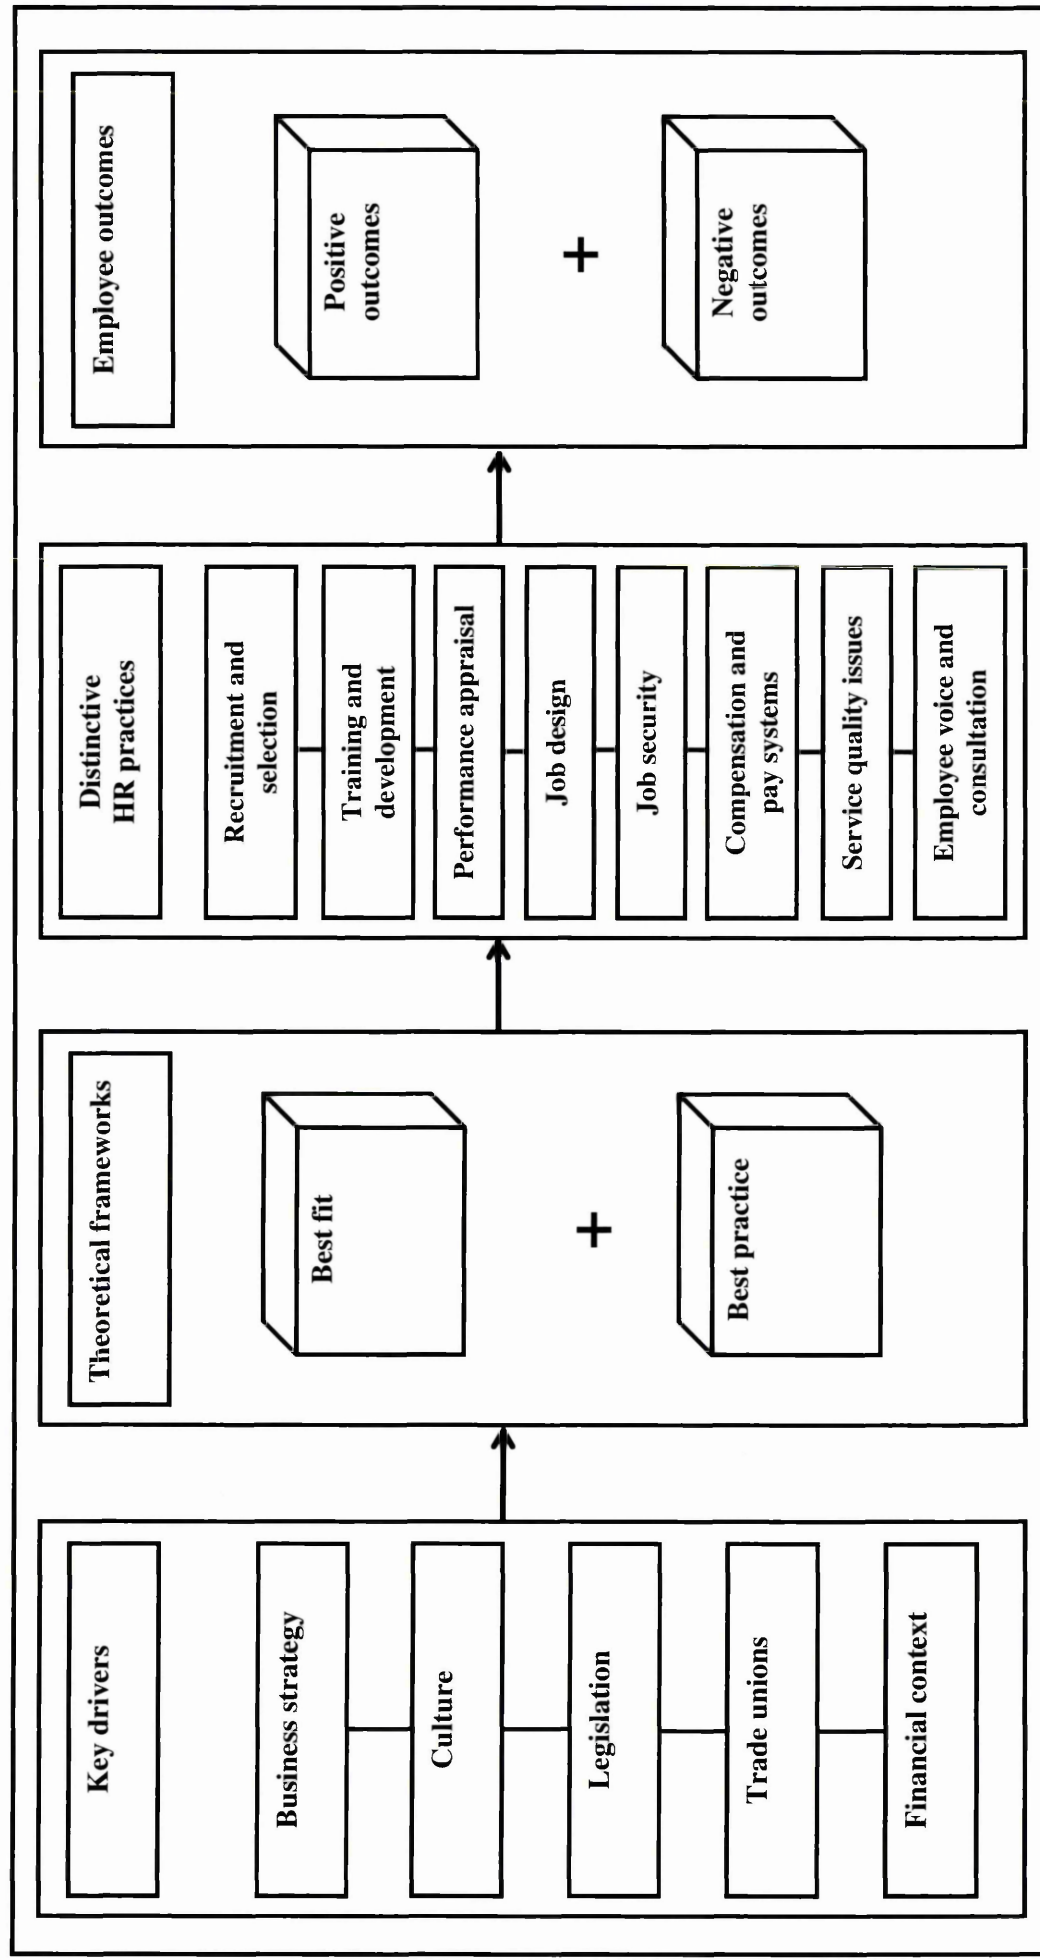 Key drivers
Business strategy
Culture
Legislation
Trade unions
Financial context
Theoretical frameworks
Best fit
+
Best practice
Distinctive
HR practices
Recruitment and
selection
Training and
development
Performance appraisal
Job design
Job security
Compensation and
pay systems
Service quality issues
Employee voice and
consultation
Employee outcomes
Positive
outcomes
+
Negative
outcomes